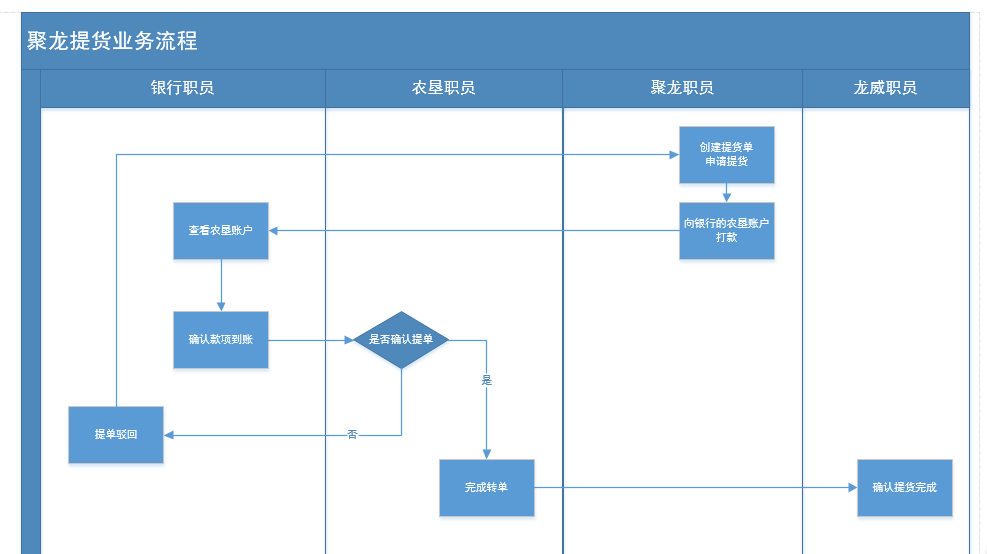 聚龙提货业务流程
银行职员
农垦职员
聚龙职员
龙威职员
创建提货单
申请提货
查看农垦账户
向银行的农垦账户
打款
确认款项到账
是否确认提单
是
提单驳回
否
完成转单
确认提货完成